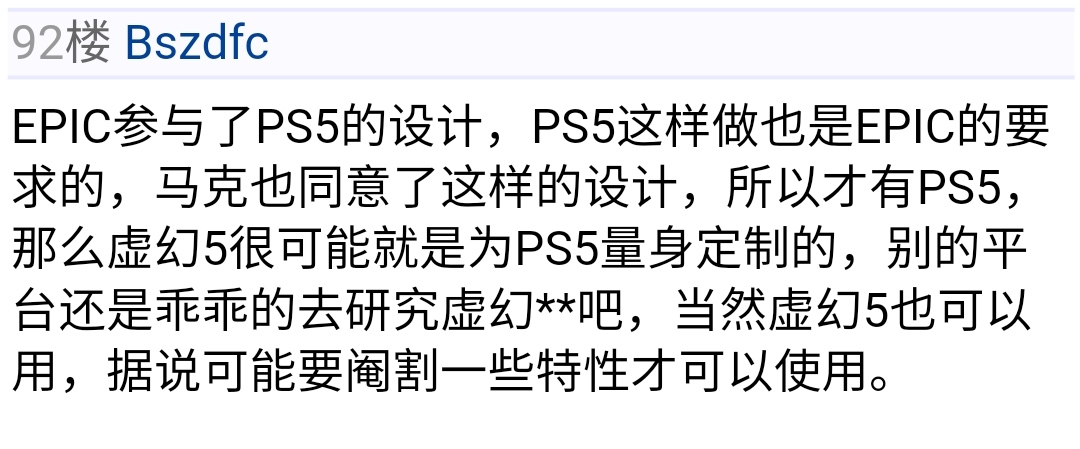 92楼 Bszdfc
EPIC参与了PS5的设计，PS5这样做也是EPIC的要
求的，马克也同意了这样的设计，所以才有PS5，
那么虚幻5很可能就是为PS5量身定制的，别的平
台还是乖乖的去研究虚幻**吧，当然虚幻5也可以
用，据说可能要阉割一些特性才可以使用。